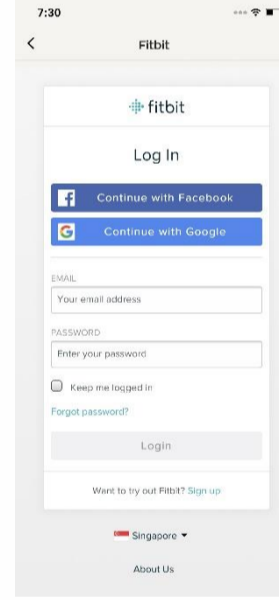 7:30
Fitbit
fitbit
Log In
Continue with Facebook
Continue with Google
EMAIL
Your email address
PASSWORD
Enter your password
Keep me logged in
Forgot password?
Login
Want to try out Fitbit? Sign up
Singapore
About Us